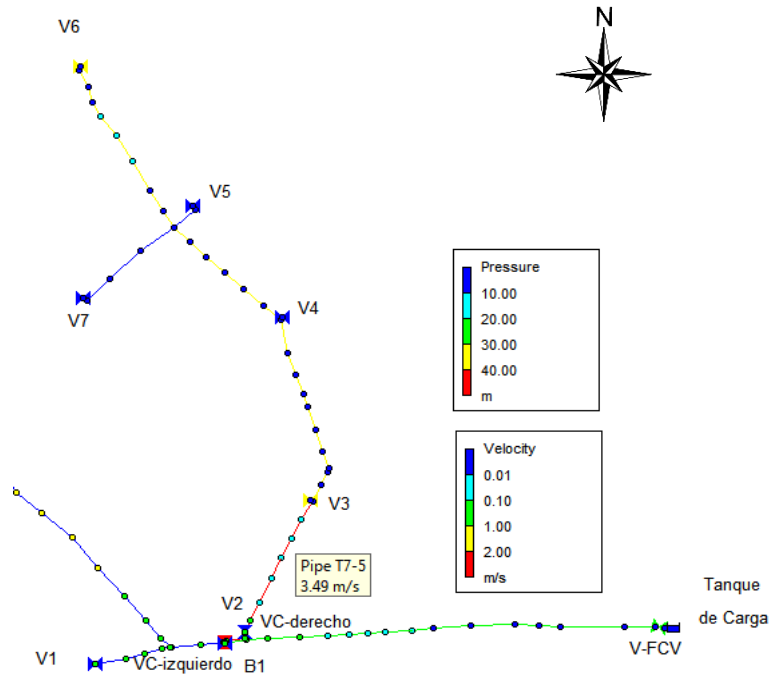 N
V6
V5
V7
V4
Pressure
10.00
20.00
30.00
40.00
m
Velocity
0.01
0.10
1.00
2.00
m/s
V3
Pipe T7-5
3.49 m/s
V2
VC-derecho
Tanque
de Carga
V-FCV
V1
VC-izquierdo
B1